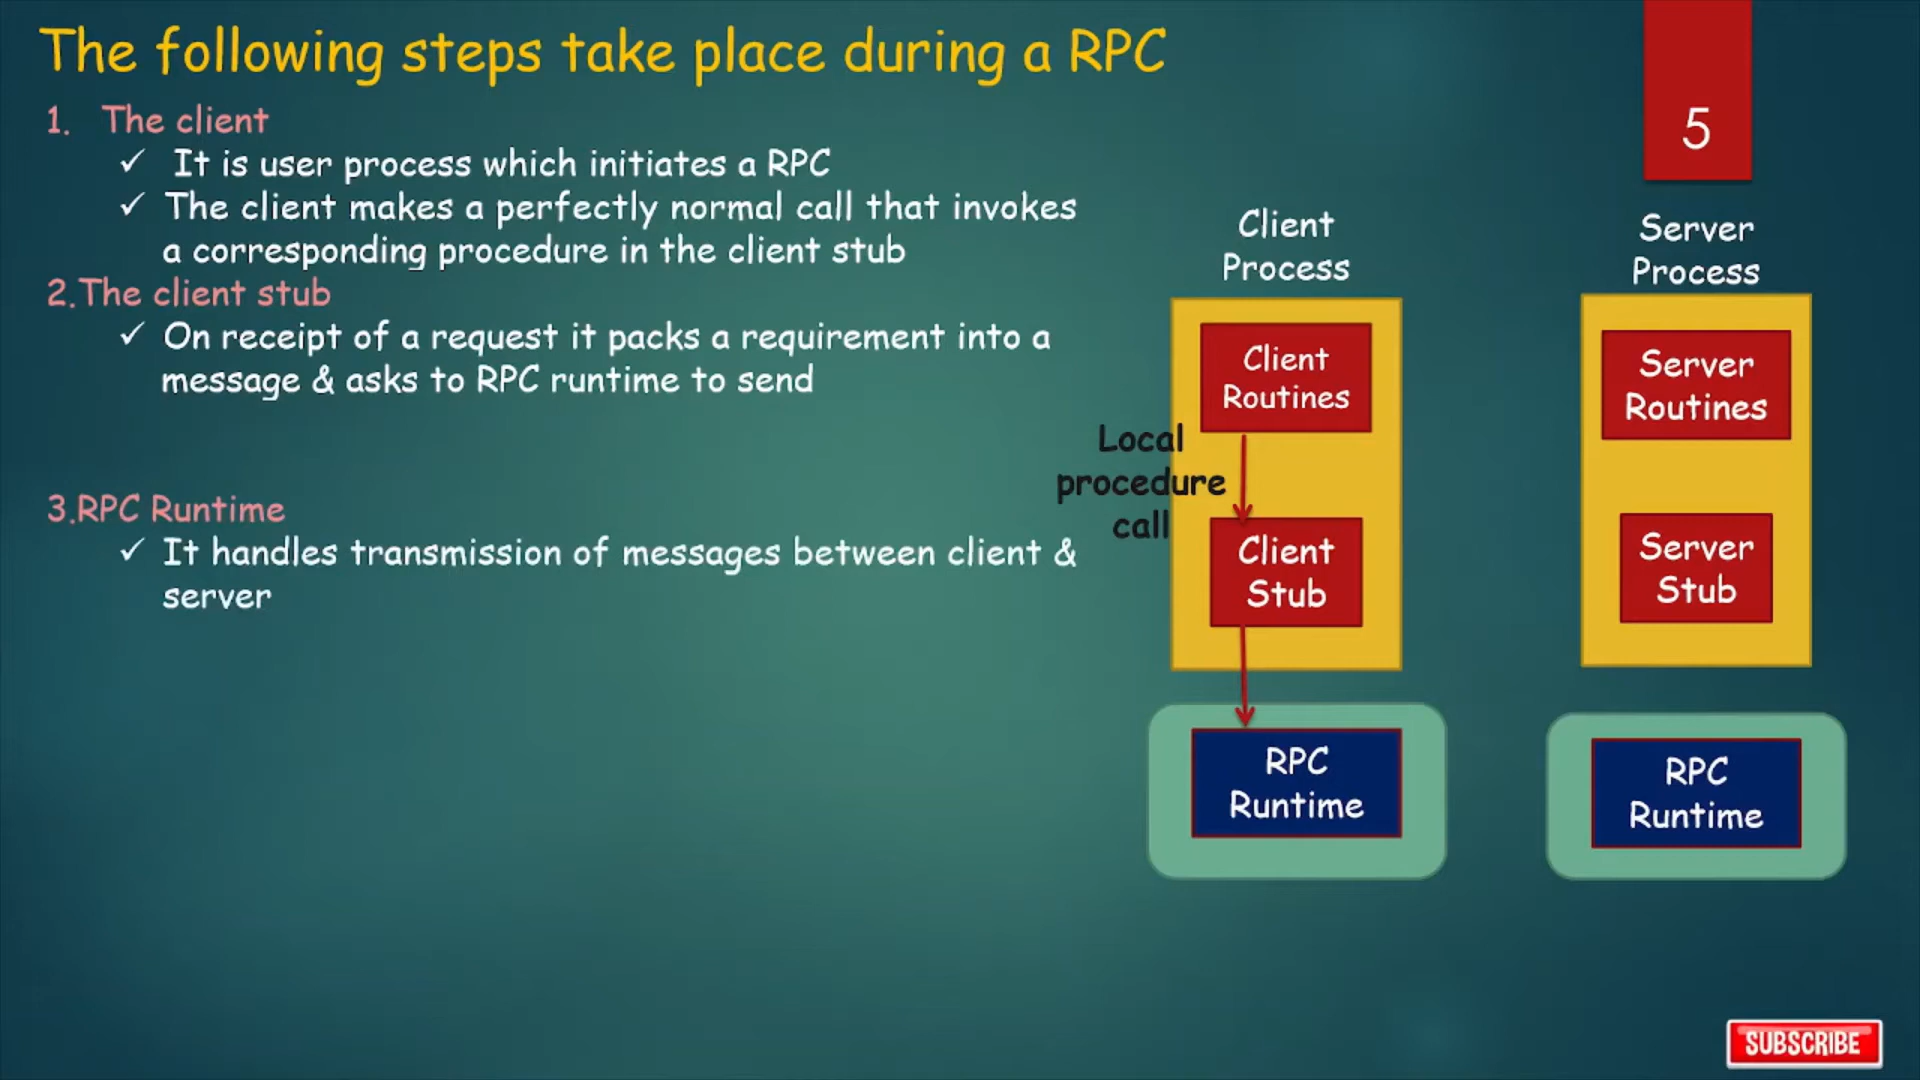 The following steps take place during a RPC
5
1. The client
✓ It is user process which initiates a RPC
✓ The client makes a perfectly normal call that invokes
a corresponding procedure in the client stub
2.The client stub
✓ On receipt of a request it packs a requirement into a
message & asks to RPC runtime to send
3.RPC Runtime
✓ It handles transmission of messages between client &
server
Client
Process
Client
Routines
Local
procedure
call
Client
Stub
RPC
Runtime
Server
Process
Server
Routines
Server
Stub
RPC
Runtime
SUBSCRIBE